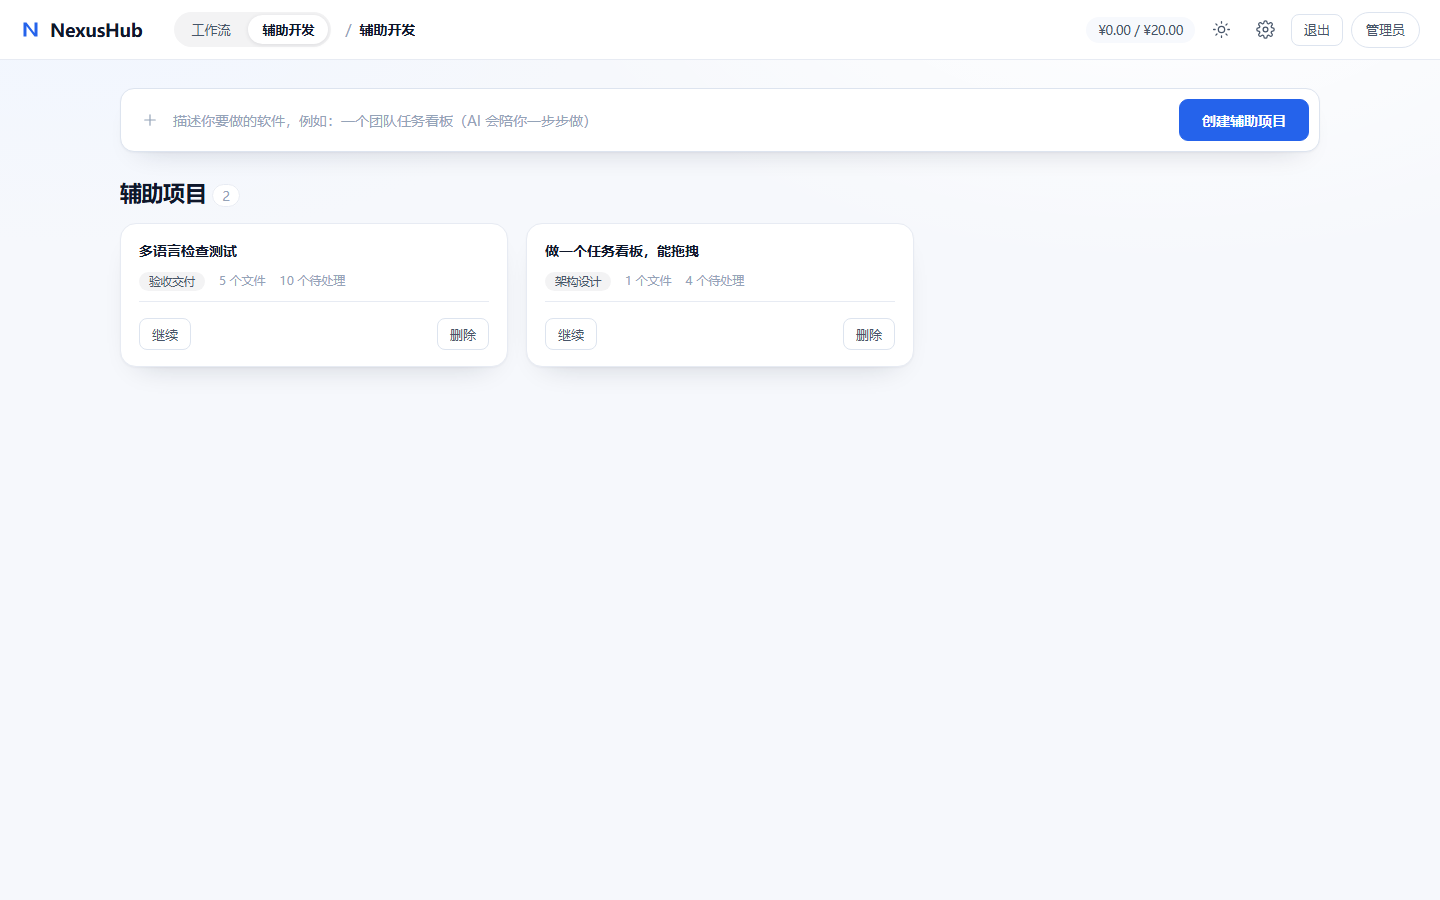 NexusHub 工作流 辅助开发 / 辅助开发 ¥0.00 / ¥20.00 退出 管理员
描述你要做的软件，例如：一个团队任务看板（AI 会陪你一步步做） 创建辅助项目
辅助项目 2
多语言检查测试
验收交付 5 个文件 10 个待处理
继续 删除
做一个任务看板，能拖拽
架构设计 1 个文件 4 个待处理
继续 删除